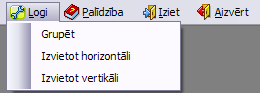 Logi Palīdzība Iziet Aizvērt
Grupēt
Izvietot horizontāli
Izvietot vertikāli